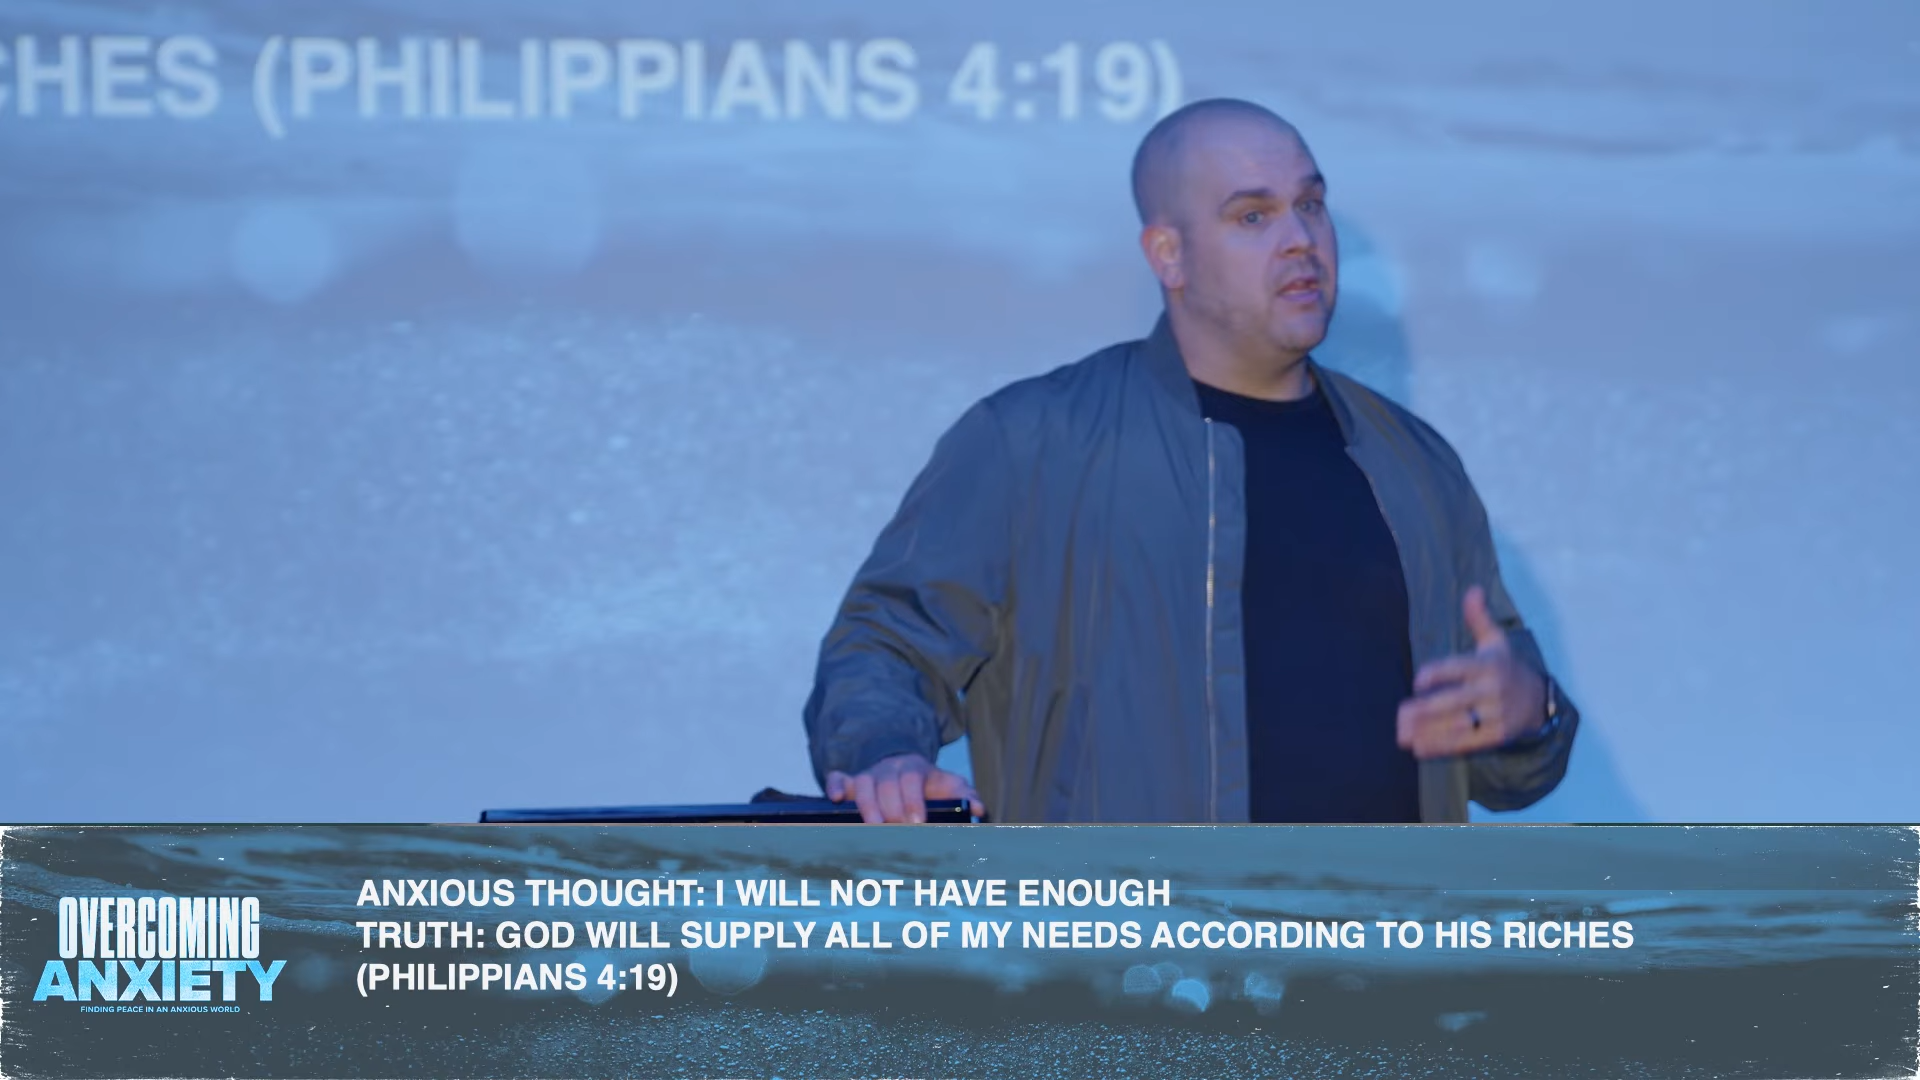 CHES (PHILIPPIANS 4:19)
OVERCOMING
ANXIETY
FINDING PEACE IN AN ANXIOUS WORLD
ANXIOUS THOUGHT: I WILL NOT HAVE ENOUGH
TRUTH: GOD WILL SUPPLY ALL OF MY NEEDS ACCORDING TO HIS RICHES
(PHILIPPIANS 4:19)